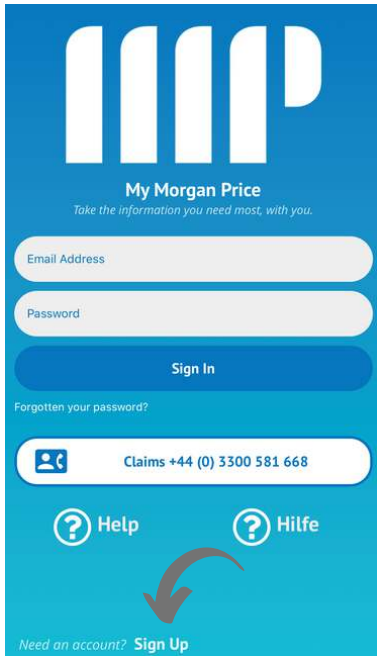 MP
My Morgan Price
Take the information you need most, with you.
Email Address
Password
Sign In
Forgotten your password?
Claims +44 (0) 3300 581 668
? Help ? Hilfe
Need an account? Sign Up